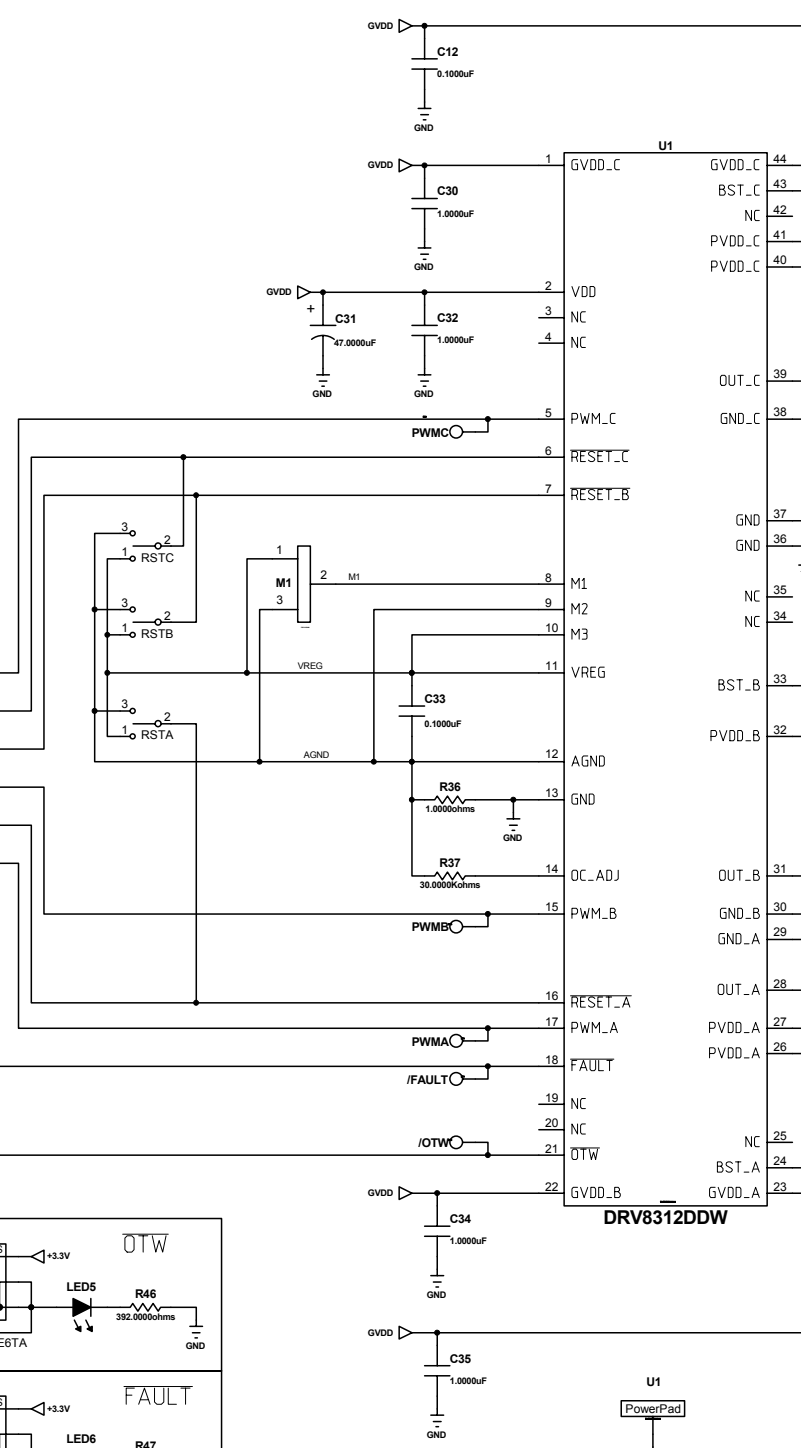 GVDD
C12
0.1000uF
GND
U1
GVDD
1 GVDD_C GVDD_C 44
C30
1.0000uF
GND
BST_C 43
NC 42
PVDD_C 41
PVDD_C 40
GVDD
2 VDD
+
C31
47.0000uF
GND
C32
1.0000uF
GND
3 NC
4 NC
OUT_C 39
5 PWM_C GND_C 38
PWMC
6 RESET_C
7 RESET_B
GND 37
GND 36
3
2
1 RSTC
1
M1
2 M1
3
8 M1
9 M2
10 M3
NC 35
NC 34
3
2
1 RSTB
VREG
11 VREG
BST_B 33
C33
0.1000uF
3
2
1 RSTA
PVDD_B 32
AGND
12 AGND
R36
1.0000ohms
13 GND
GND
R37
30.0000Kohms
14 OC_ADJ OUT_B 31
15 PWM_B GND_B 30
PWMB
GND_A 29
16 RESET_A OUT_A 28
17 PWM_A PVDD_A 27
PWMA
18 FAULT PVDD_A 26
/FAULT
19 NC
20 NC
/OTW
21 OTW
NC 25
BST_A 24
GVDD
22 GVDD_B GVDD_A 23
DRV8312DDW
C34
1.0000uF
GND
OTW
+3.3V
LED5
R46
392.0000ohms
GND
E6TA
GVDD
C35
1.0000uF
GND
FAULT
+3.3V
LED6
R47
U1
PowerPad